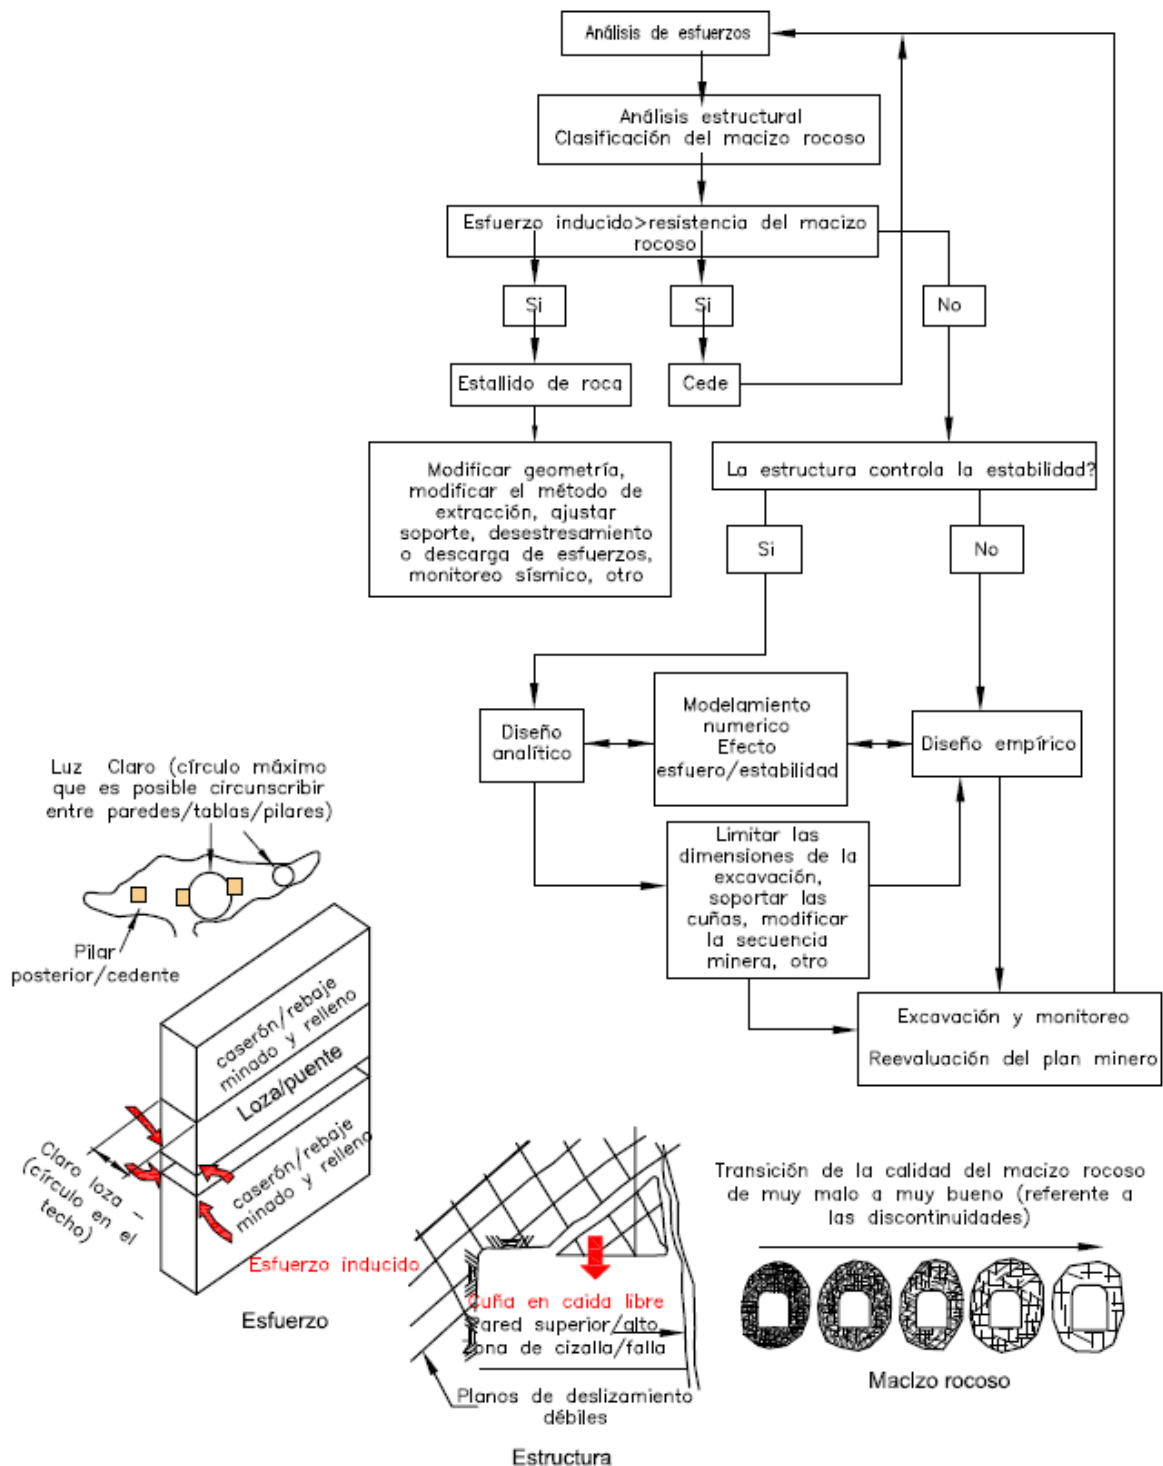 Análisis de esfuerzos
Análisis estructural
Clasificación del macizo rocoso
Esfuerzo inducido>resistencia del macizo
rocoso
Si
Si
No
Estallido de roca
Cede
Modificar geometría,
modificar el método de
extracción, ajustar
soporte, desestresamiento
o descarga de esfuerzos,
monitoreo sísmico, otro
La estructura controla la estabilidad?
Si
No
Diseño
analítico
Modelamiento
numerico
Efecto
esfuero/estabilidad
Diseño empírico
Limitar las
dimensiones de la
excavación,
soportar las
cuñas, modificar
la secuencia
minera, otro
Excavación y monitoreo
Reevaluación del plan minero
Luz Claro (círculo máximo
que es posible circunscribir
entre paredes/tablas/pilares)
Pilar
posterior/cedente
caserón/rebaje
minado y relleno
Loza/puente
caserón/rebaje
minado y relleno
Claro loza –
(círculo en el
techo)
Esfuerzo inducido
Esfuerzo
Cuña en caida libre
Pared superior/alto
zona de cizalla/falla
Planos de deslizamiento
débiles
Estructura
Transición de la calidad del macizo rocoso
de muy malo a muy bueno (referente a
las discontinuidades)
Macizo rocoso